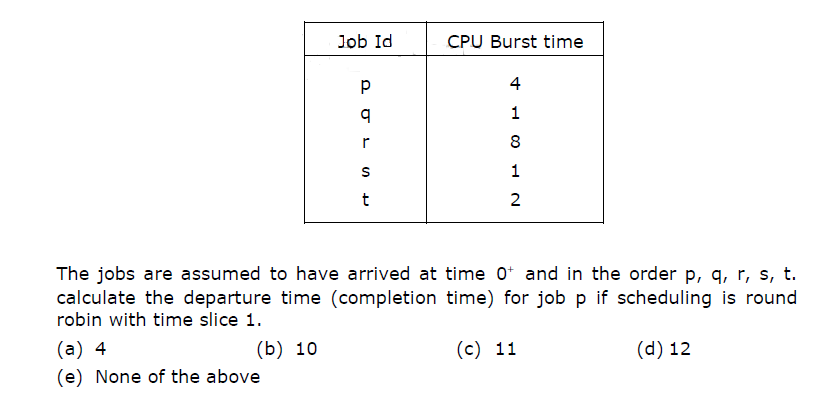 Job Id CPU Burst time
p 4
q 1
r 8
s 1
t 2
The jobs are assumed to have arrived at time 0⁺ and in the order p, q, r, s, t.
calculate the departure time (completion time) for job p if scheduling is round
robin with time slice 1.
(a) 4 (b) 10 (c) 11 (d) 12
(e) None of the above